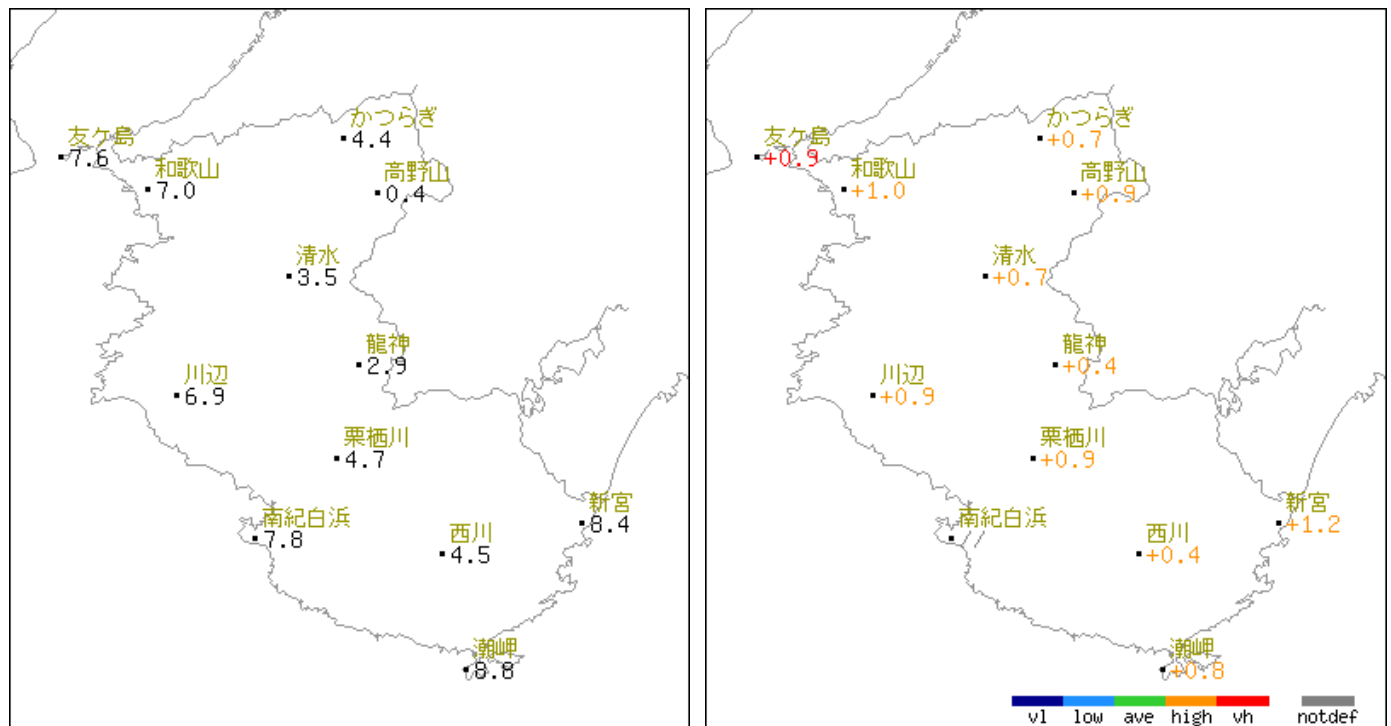 友ケ島
7.6
和歌山
7.0
かつらぎ
4.4
高野山
0.4
清水
3.5
龍神
2.9
川辺
6.9
栗栖川
4.7
南紀白浜
7.8
西川
4.5
新宮
8.4
潮岬
8.8
友ケ島
+0.9
和歌山
+1.0
かつらぎ
+0.7
高野山
+0.9
清水
+0.7
龍神
+0.4
川辺
+0.9
栗栖川
+0.9
南紀白浜
//
西川
+0.4
新宮
+1.2
潮岬
+0.8
vl low ave high vh notdef